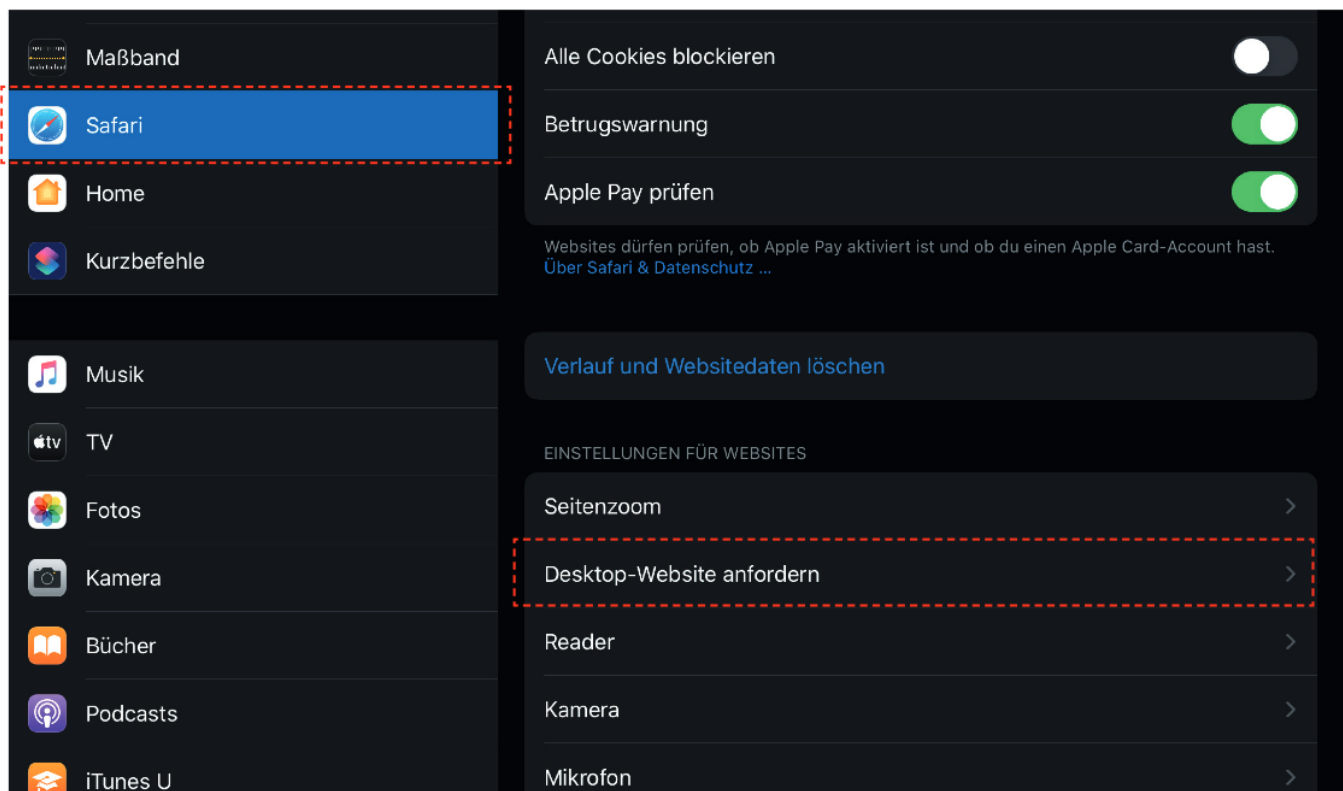 Maßband
Safari
Home
Kurzbefehle
Musik
tv
TV
Fotos
Kamera
Bücher
Podcasts
iTunes U
Alle Cookies blockieren
Betrugswarnung
Apple Pay prüfen
Websites dürfen prüfen, ob Apple Pay aktiviert ist und ob du einen Apple Card-Account hast.
Über Safari & Datenschutz ...
Verlauf und Websitedaten löschen
EINSTELLUNGEN FÜR WEBSITES
Seitenzoom
Desktop-Website anfordern
Reader
Kamera
Mikrofon